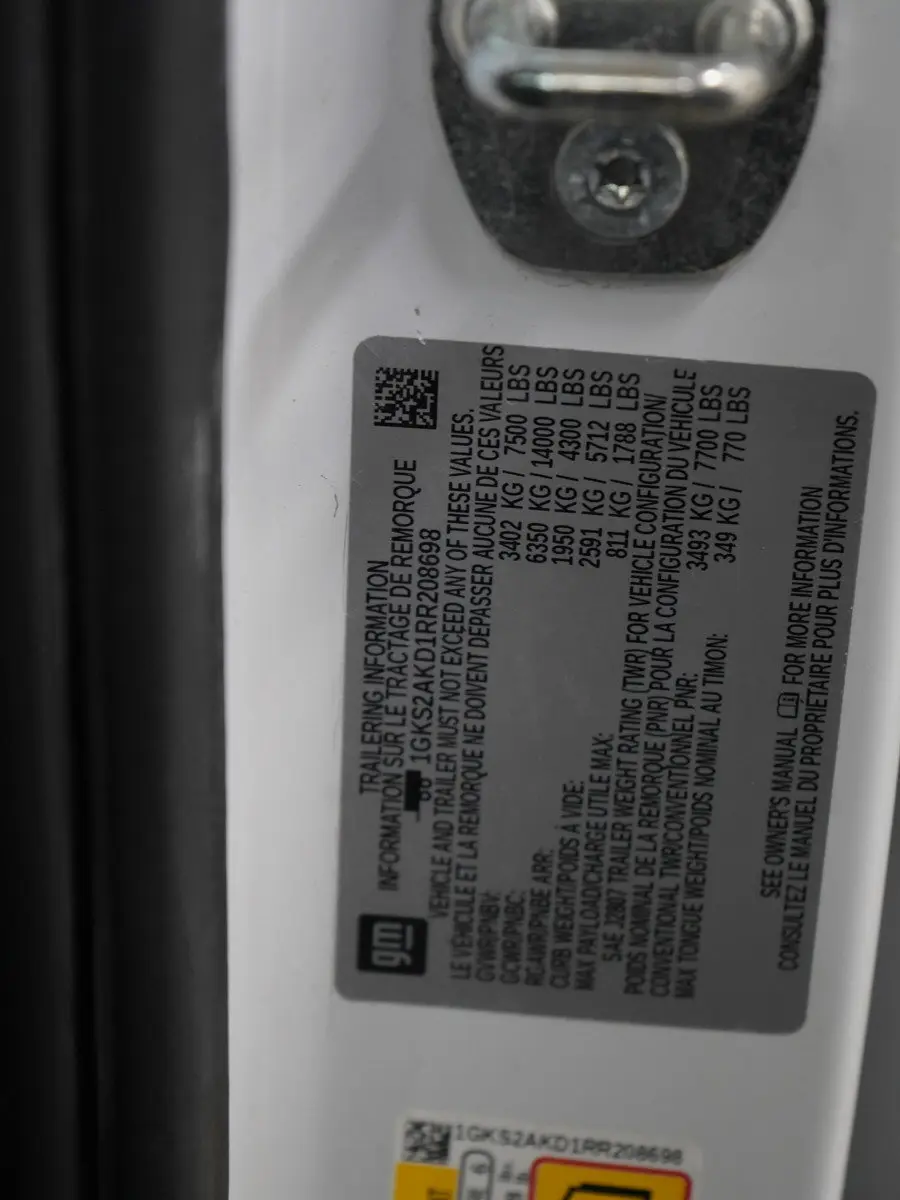 TRAILERING INFORMATION
INFORMATION SUR LE TRACTAGE DE REMORQUE
gm
1GKS2AKD1RR208698
VEHICLE AND TRAILER MUST NOT EXCEED ANY OF THESE VALUES.
LE VÉHICULE ET LA REMORQUE NE DOIVENT DEPASSER AUCUNE DE CES VALEURS
GVWR/PNBV: 3402 KG / 7500 LBS
GCWR/PNBC: 6350 KG / 14000 LBS
RGAWR/PNBE ARR: 1950 KG / 4300 LBS
CURB WEIGHT/POIDS À VIDE: 2591 KG / 5712 LBS
MAX PAYLOAD/CHARGE UTILE MAX: 811 KG / 1788 LBS
SAE J2807 TRAILER WEIGHT RATING (TWR) FOR VEHICLE CONFIGURATION/
POIDS NOMINAL DE LA REMORQUE (PNR) POUR LA CONFIGURATION DU VÉHICULE
CONVENTIONAL TWR/CONVENTIONNEL PNR: 3493 KG / 7700 LBS
MAX TONGUE WEIGHT/POIDS NOMINAL AU TIMON: 349 KG / 770 LBS
SEE OWNER'S MANUAL FOR MORE INFORMATION
CONSULTEZ LE MANUEL DU PROPRIÉTAIRE POUR PLUS D'INFORMATIONS.
1GKS2AKD1RR208698